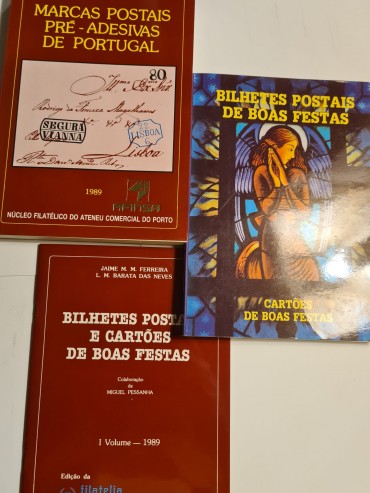 MARCAS POSTAIS
PRÉ-ADESIVAS
DE PORTUGAL
80
SEGURA
VIANNA
LISBOA
Lisboa
1989
NÚCLEO FILATÉLICO DO ATENEU COMERCIAL DO PORTO
BILHETES POSTAIS
DE BOAS FESTAS
CARTÕES
DE BOAS FESTAS
JAIME M. M. FERREIRA
L. M. BARATA DAS NEVES
BILHETES POSTA
E CARTÕES
DE BOAS FESTAS
Colaboração
de
MIGUEL PESSANHA
I Volume — 1989
Edição da
filatelia